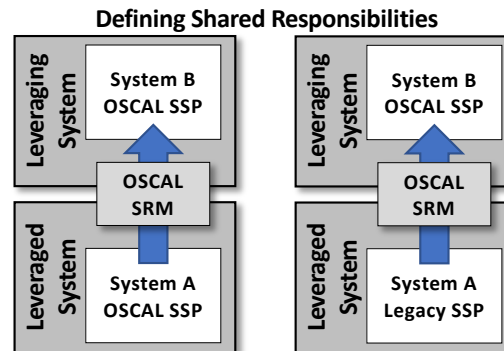 Defining Shared Responsibilities
Leveraging
System
System B
OSCAL SSP
OSCAL
SRM
Leveraged
System
System A
OSCAL SSP
Leveraging
System
System B
OSCAL SSP
OSCAL
SRM
Leveraged
System
System A
Legacy SSP